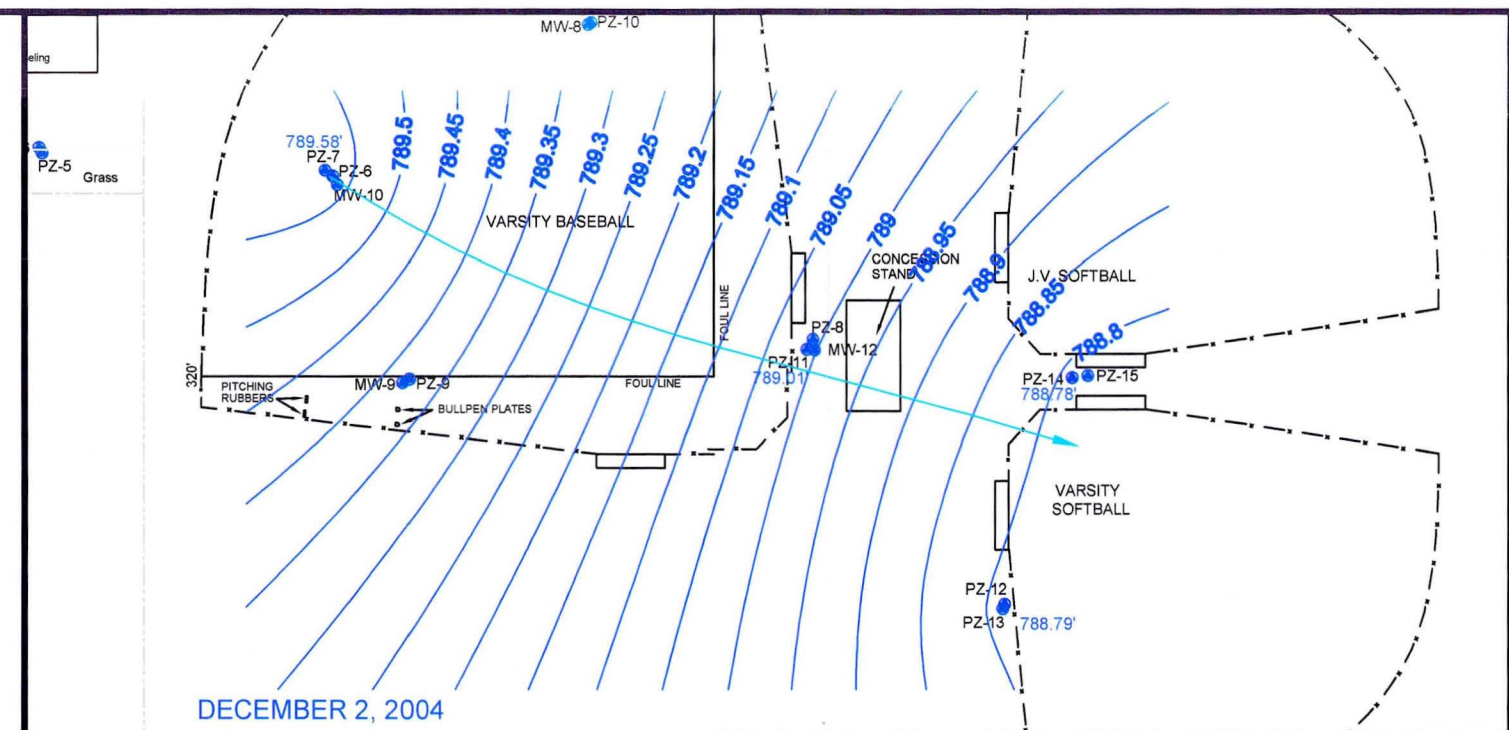 MW-8 PZ-10
eling
789.58'
PZ-7
PZ-6
MW-10
PZ-5
Grass
789.5
789.45
789.4
789.35
789.3
789.25
789.2
789.15
789.1
789.05
789
788.95
788.9
788.85
788.8
VARSITY BASEBALL
CONCESSION
STAND
J.V. SOFTBALL
FOUL LINE
PZ-8
PZ-11
MW-12
789.01'
320'
PITCHING
RUBBERS
MW-9 PZ-9
FOUL LINE
BULLPEN PLATES
PZ-14 PZ-15
788.78'
VARSITY
SOFTBALL
PZ-12
PZ-13
788.79'
DECEMBER 2, 2004